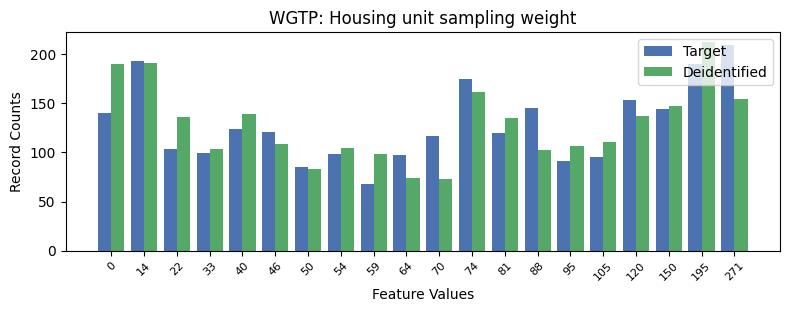 WGTP: Housing unit sampling weight
Target
Deidentified
Record Counts
200
150
100
50
0
0 14 22 33 40 46 50 54 59 64 70 74 81 88 95 105 120 150 195 271
Feature Values